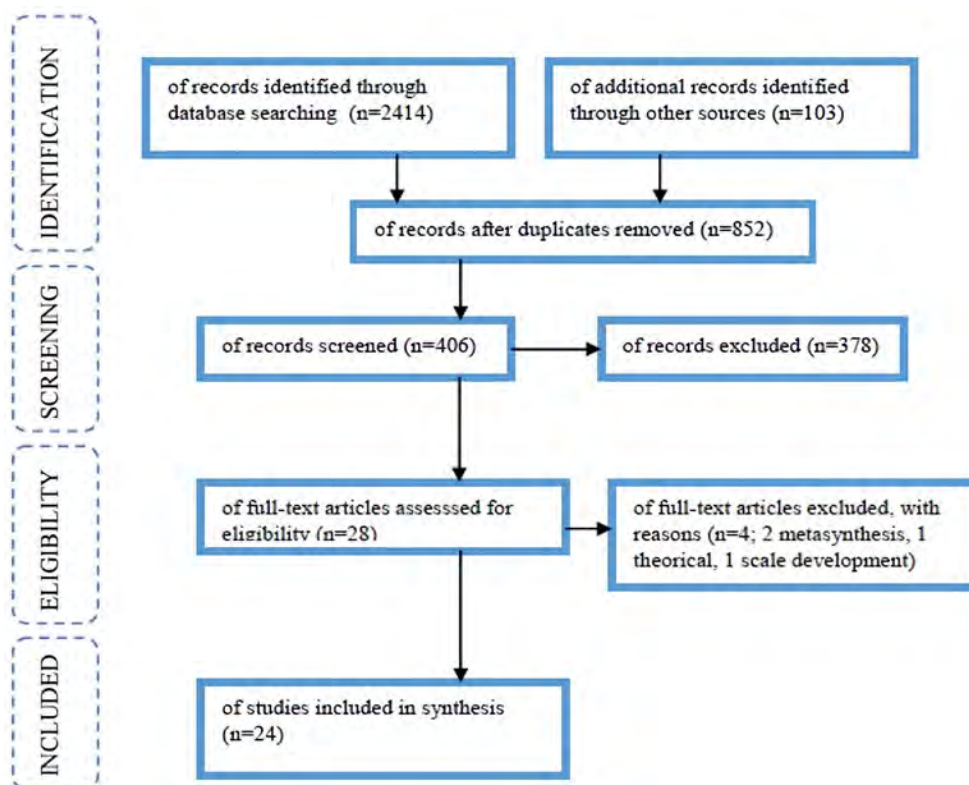 IDENTIFICATION
of records identified through
database searching (n=2414)
of additional records identified
through other sources (n=103)
of records after duplicates removed (n=852)
SCREENING
of records screened (n=406)
of records excluded (n=378)
ELIGIBILITY
of full-text articles assesssed for
eligibility (n=28)
of full-text articles excluded, with
reasons (n=4; 2 metasynthesis, 1
theorical, 1 scale development)
INCLUDED
of studies included in synthesis
(n=24)